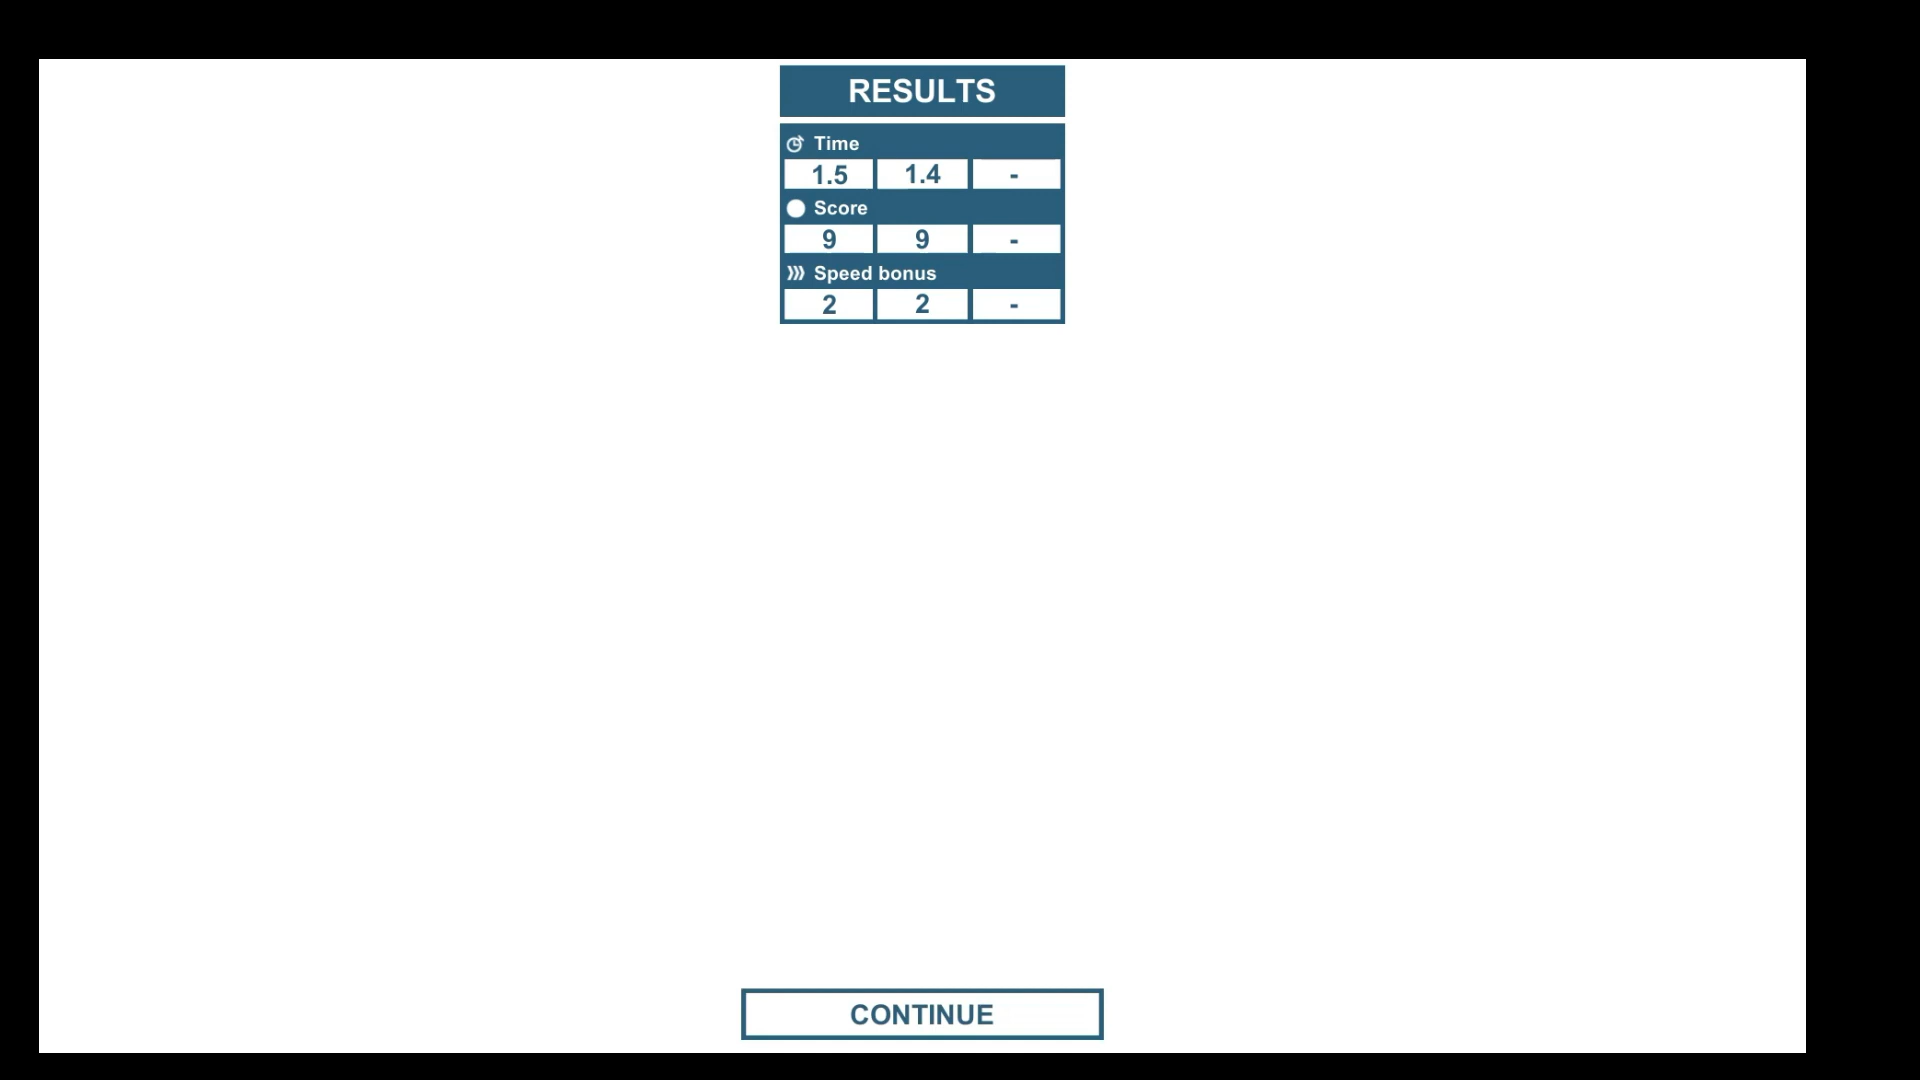 RESULTS
Time
1.5 1.4 -
Score
9 9 -
Speed bonus
2 2 -
CONTINUE